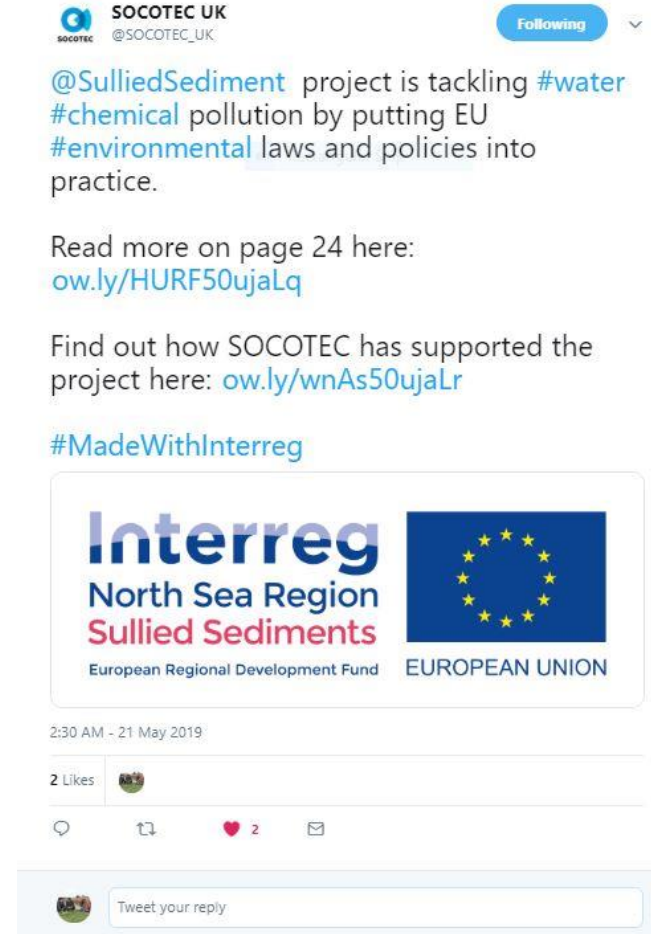 SOCOTEC UK
@SOCOTEC_UK
Following
SOCOTEC
@SulliedSediment project is tackling #water
#chemical pollution by putting EU
#environmental laws and policies into
practice.
Read more on page 24 here:
ow.ly/HURF50ujaLq
Find out how SOCOTEC has supported the
project here: ow.ly/wnAs50ujaLr
#MadeWithInterreg
Interreg
North Sea Region
Sullied Sediments
European Regional Development Fund
EUROPEAN UNION
2:30 AM - 21 May 2019
2 Likes
2
Tweet your reply